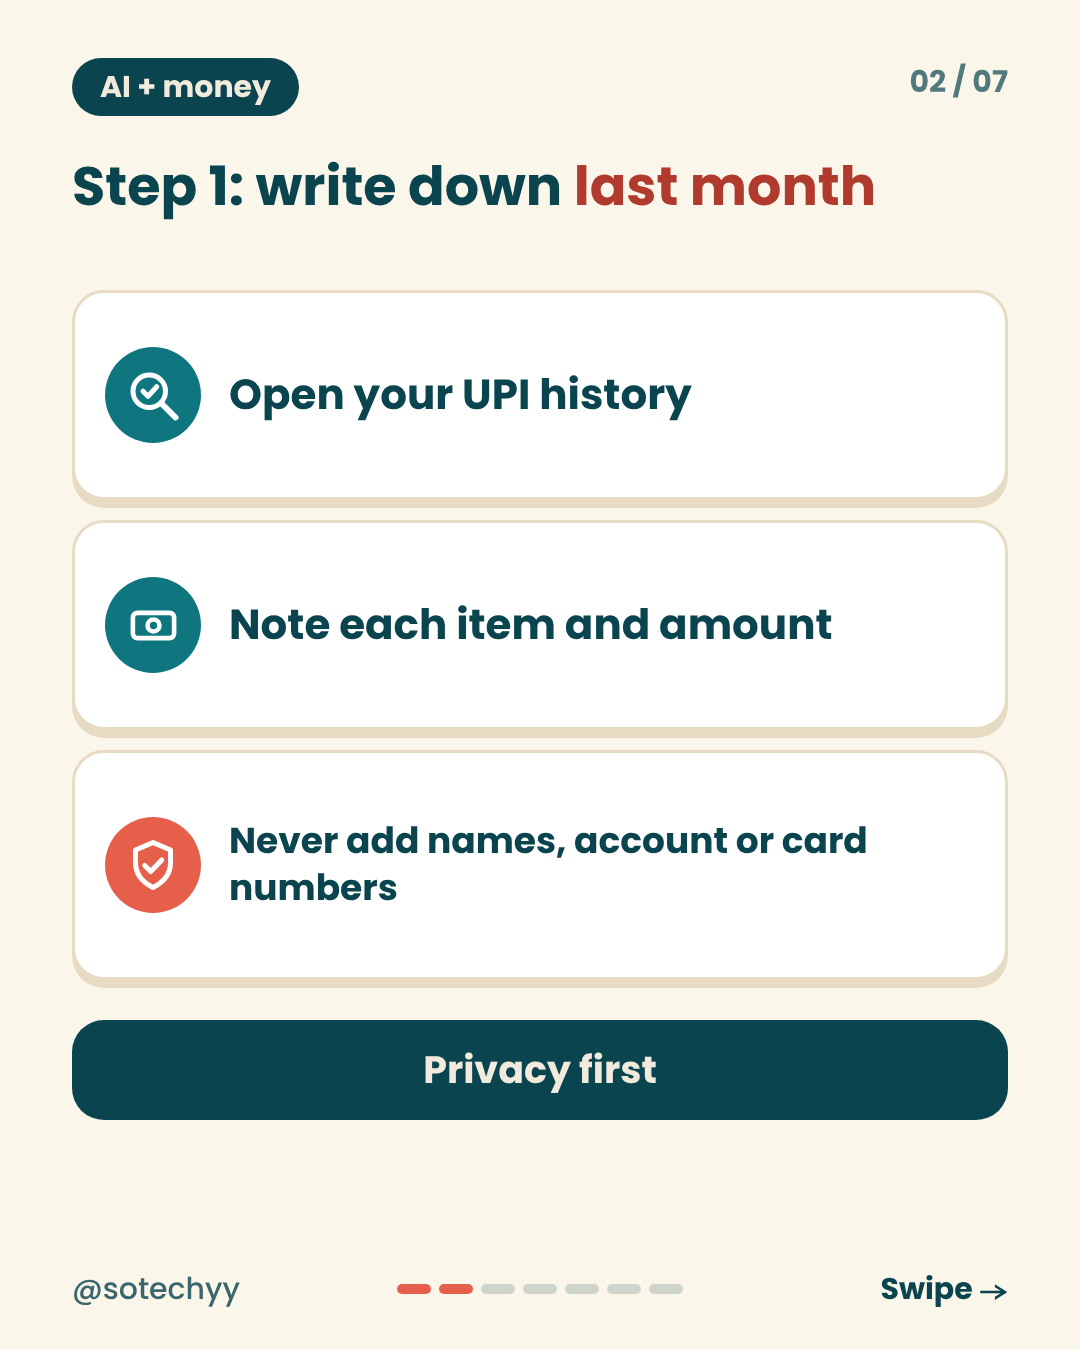 AI + money
02 / 07
Step 1: write down last month
Open your UPI history
Note each item and amount
Never add names, account or card
numbers
Privacy first
@sotechyy
Swipe →